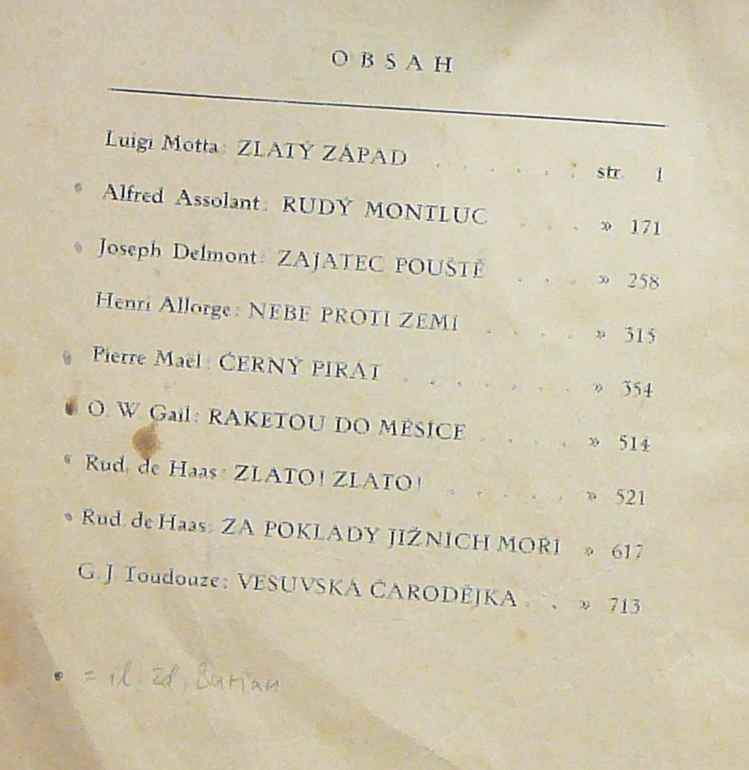 OBSAH
Luigi Motta: ZLATÝ ZÁPAD . . . . . . str. 1
• Alfred Assolant: RUDÝ MONTLUC . . . » 171
• Joseph Delmont: ZAJATEC POUŠTĚ . . . » 258
Henri Allorge: NEBE PROTI ZEMI . . . . » 315
• Pierre Maël: ČERNÝ PIRÁT . . . . . . . » 354
• O. W. Gail: RAKETOU DO MĚSÍCE . . . . . » 514
• Rud. de Haas: ZLATO! ZLATO! . . . . . » 521
• Rud. de Haas: ZA POKLADY JIŽNÍCH MOŘÍ » 617
G. J. Toudouze: VESUVSKÁ ČARODĚJKA . . » 713
• = il. Zd. Burian